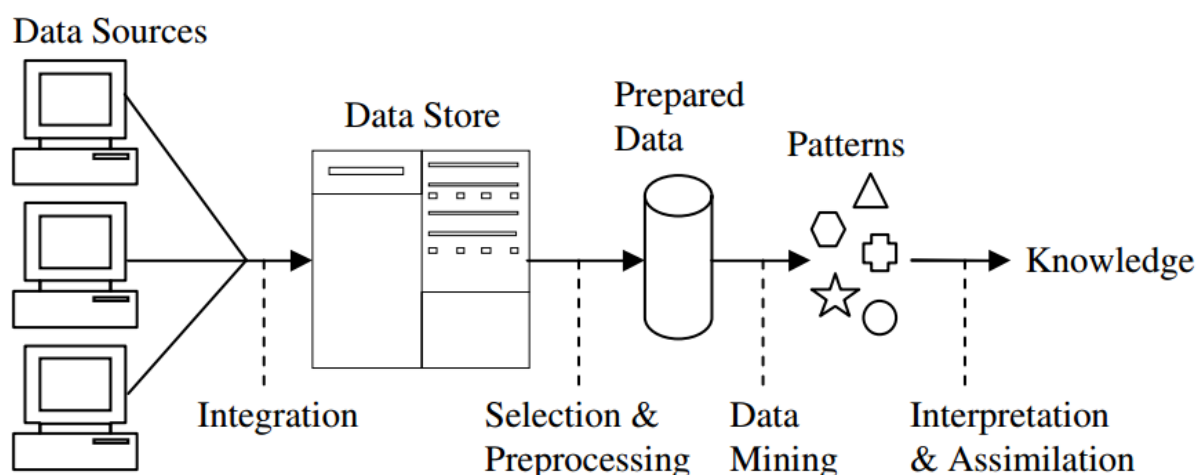 Data Sources
Data Store
Prepared
Data
Patterns
Knowledge
Integration
Selection &
Preprocessing
Data
Mining
Interpretation
& Assimilation